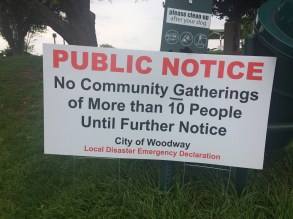 please clean up
after your dog
PUBLIC NOTICE
No Community Gatherings
of More than 10 People
Until Further Notice
City of Woodway
Local Disaster Emergency Declaration